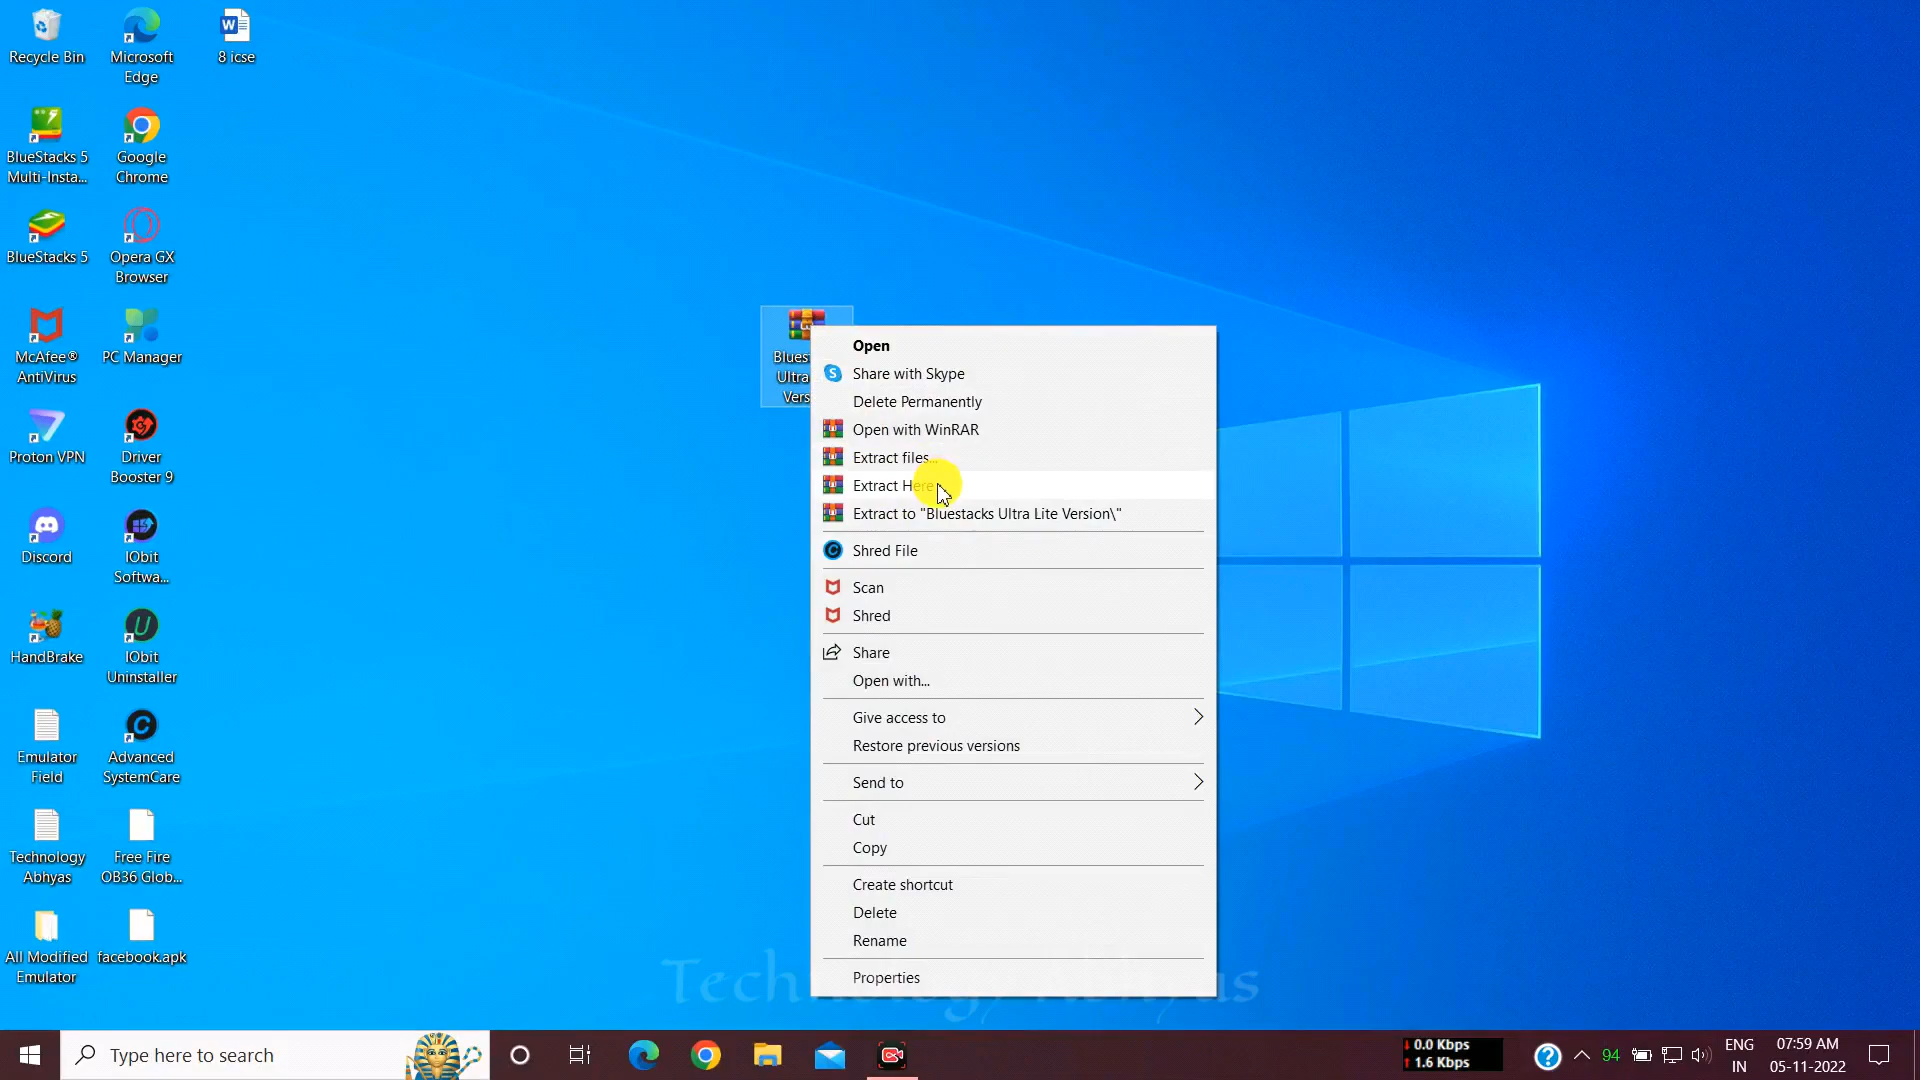 Recycle Bin
Microsoft
Edge
8 icse
BlueStacks 5
Multi-Insta...
Google
Chrome
BlueStacks 5
Opera GX
Browser
McAfee®
AntiVirus
PC Manager
Proton VPN
Driver
Booster 9
Discord
IObit
Softwa...
HandBrake
IObit
Uninstaller
Emulator
Field
Advanced
SystemCare
Technology
Abhyas
Free Fire
OB36 Glob...
All Modified
Emulator
facebook.apk
Open
Share with Skype
Delete Permanently
Open with WinRAR
Extract files...
Extract Here
Extract to "Bluestacks Ultra Lite Version\"
Shred File
Scan
Shred
Share
Open with...
Give access to
Restore previous versions
Send to
Cut
Copy
Create shortcut
Delete
Rename
Properties
Type here to search
0.0 Kbps
1.6 Kbps
94
ENG
IN
07:59 AM
05-11-2022